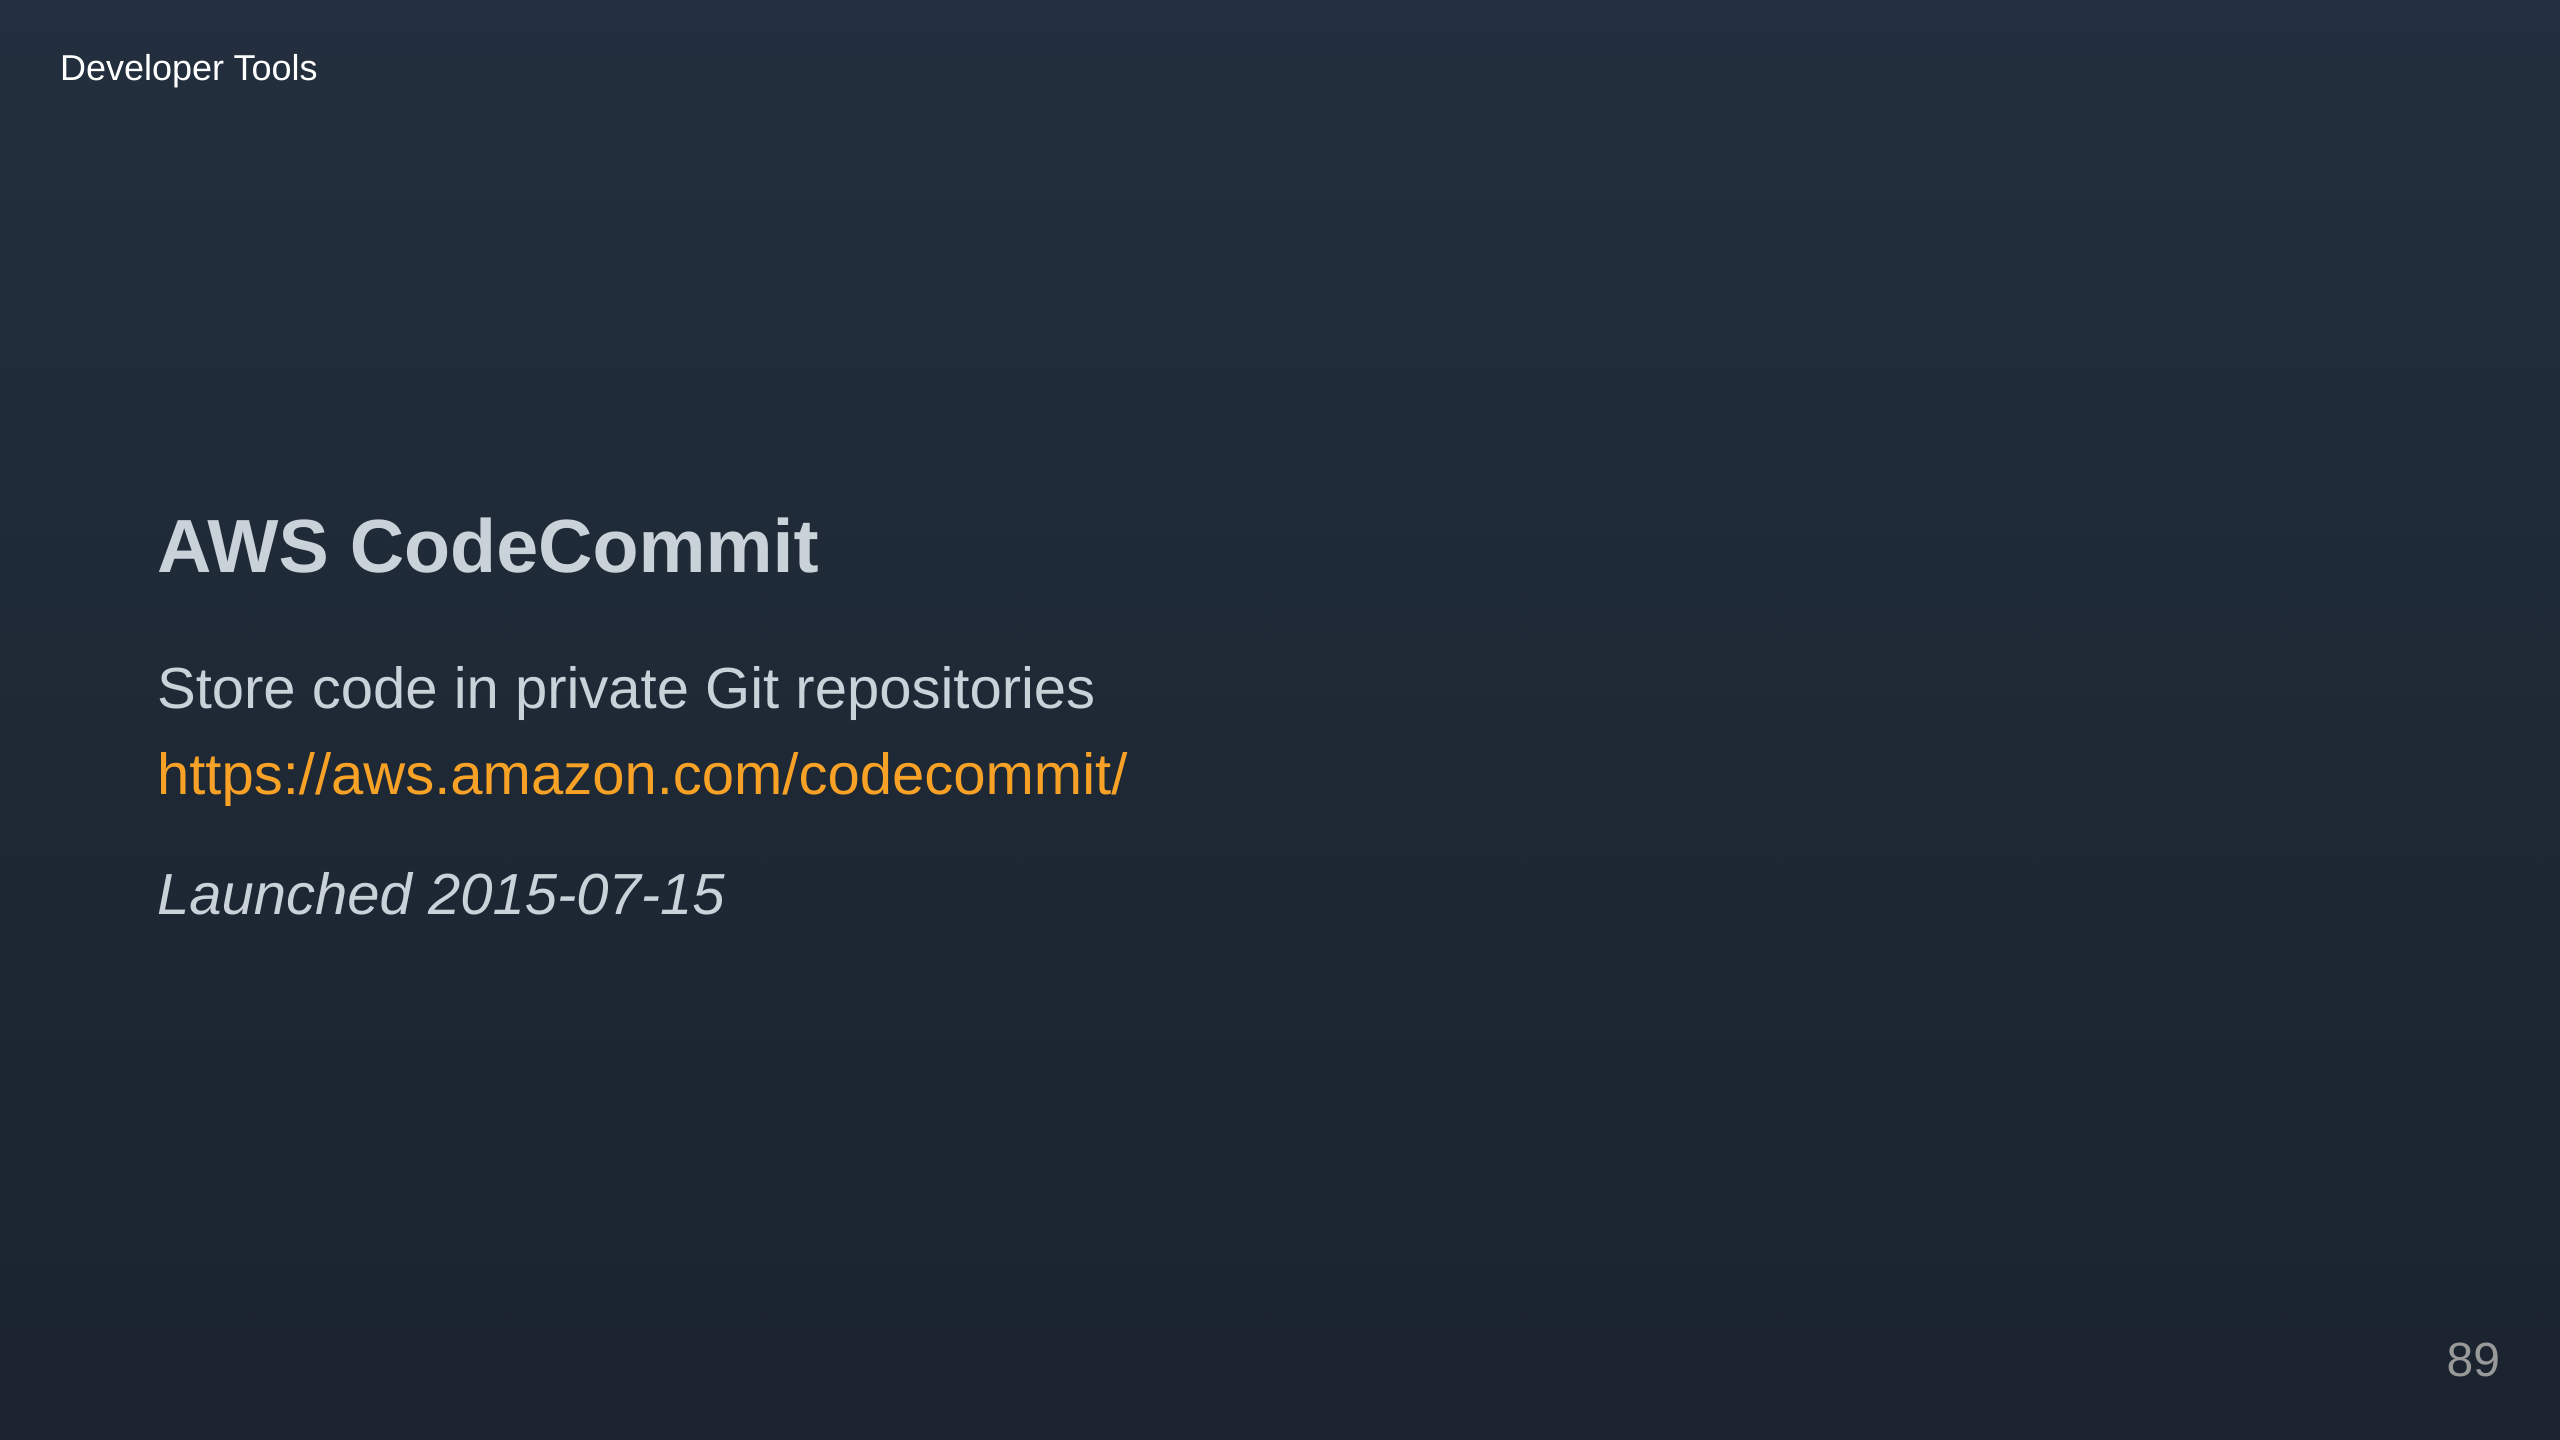 Developer Tools
AWS CodeCommit
Store code in private Git repositories
https://aws.amazon.com/codecommit/
Launched 2015-07-15
89